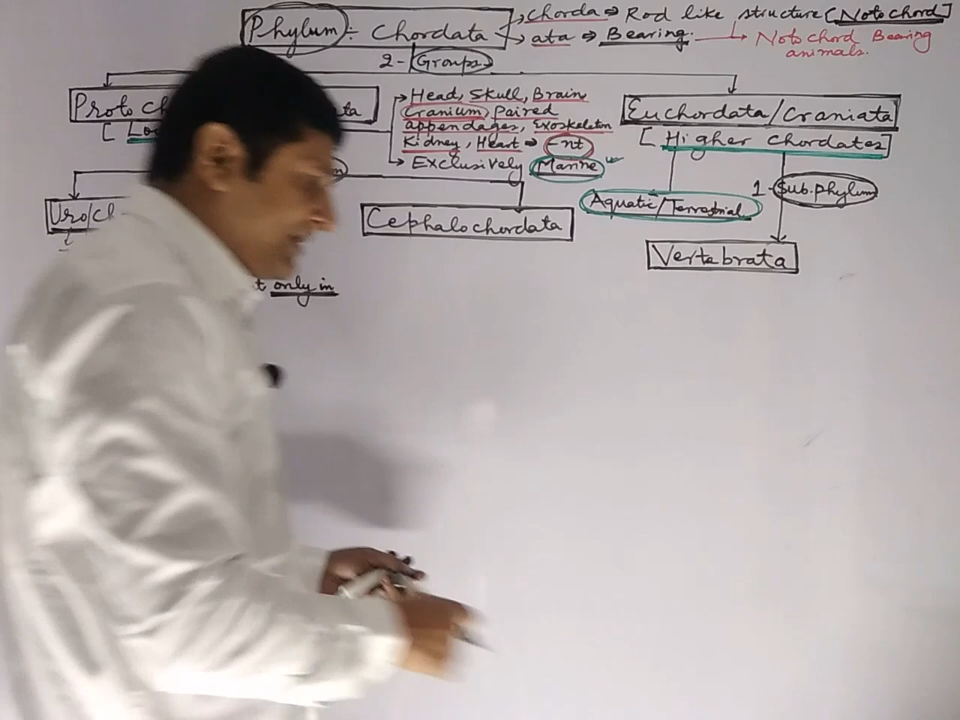 Phylum ÷ Chordata
chorda ⇒ Rod like structure [Notochord]
ata ⇒ Bearing.
Notochord Bearing
animals.
2- Groups
Proto
Head, Skull, Brain
Cranium, paired
appendages, Exoskeleton
Kidney, Heart ⇒
Exclusively Marine
Euchordata/Craniata
[Higher chordates]
Aquatic/Terrestrial
1- Sub.phylum
Cephalochordata
Vertebrata
only in